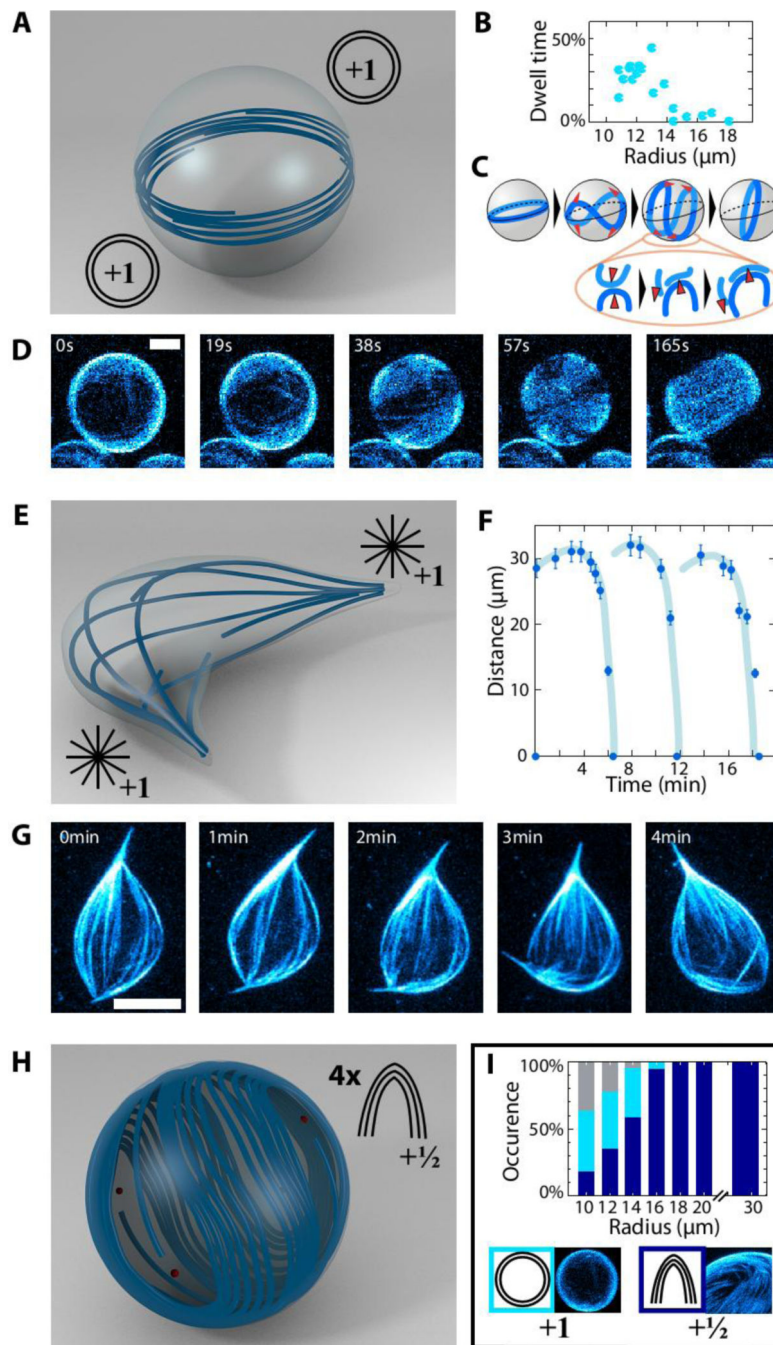 A
+1
+1
B
50%
Dwell time
0%
10 12 14 16 18
Radius (μm)
C
D
0s
19s
38s
57s
165s
E
+1
+1
F
30
20
10
0
Distance (μm)
4 8 12 16
Time (min)
G
0min
1min
2min
3min
4min
H
4x
+½
I
100%
50%
0%
Occurence
10 12 14 16 18 20 30
Radius (μm)
+1
+½